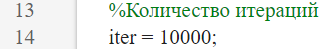 13 %Количество итераций
14 iter = 10000;